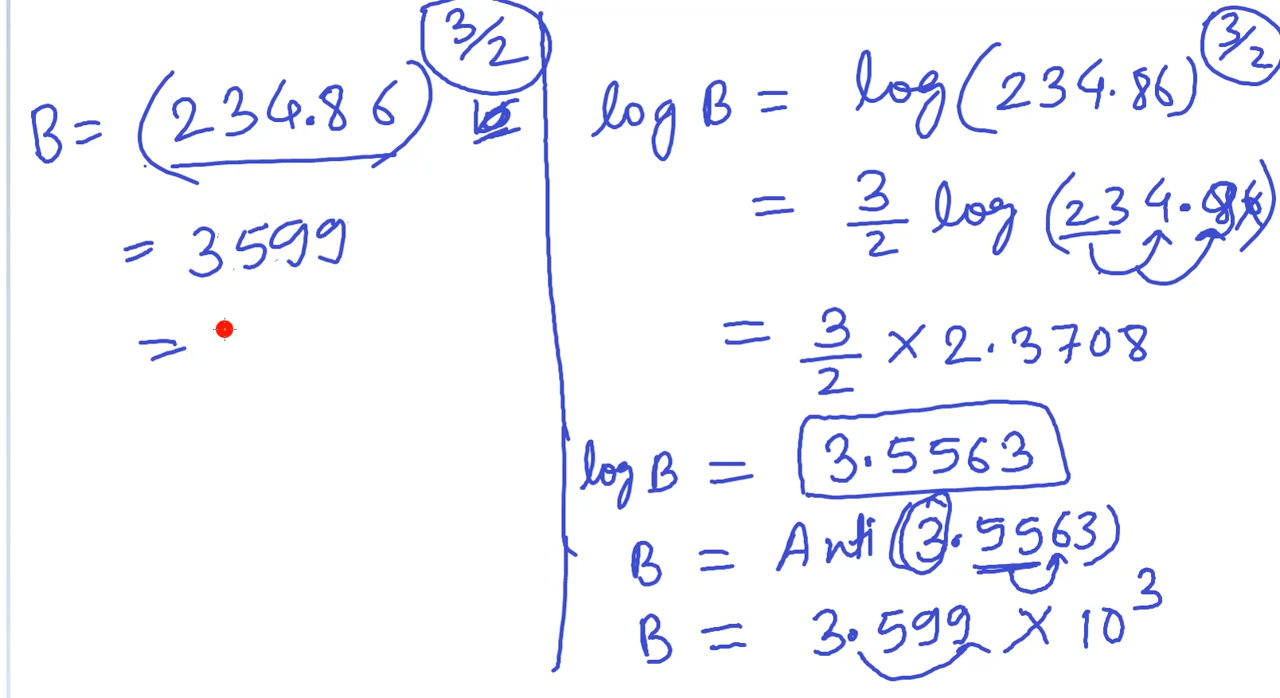 B = (234.86)^3/2
= 3599
=
log B = log (234.86)^3/2
= 3/2 log (234.86)
= 3/2 × 2.3708
log B = 3.5563
B = Anti (3.5563)
B = 3.599 × 10^3